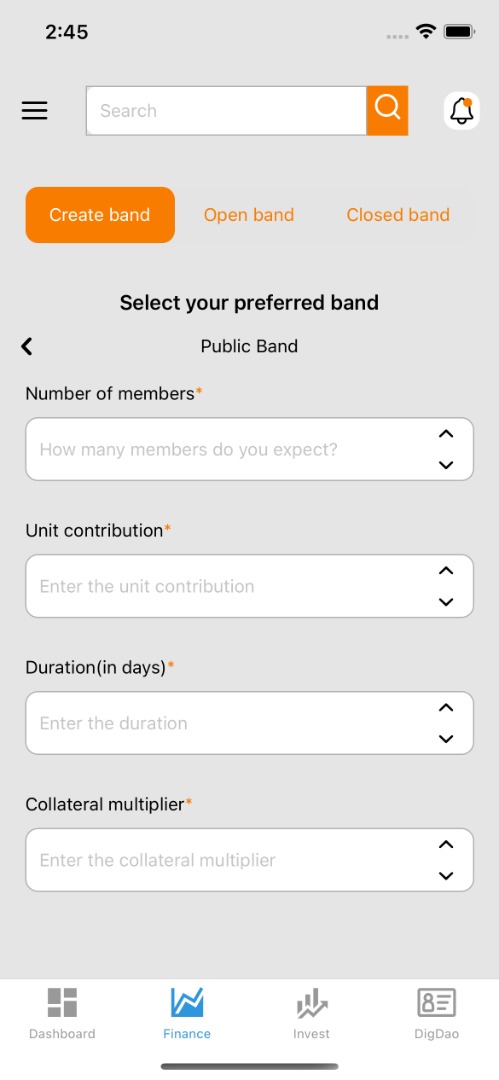 2:45
Search
Create band
Open band
Closed band
Select your preferred band
Public Band
Number of members*
How many members do you expect?
Unit contribution*
Enter the unit contribution
Duration(in days)*
Enter the duration
Collateral multiplier*
Enter the collateral multiplier
Dashboard
Finance
Invest
DigDao